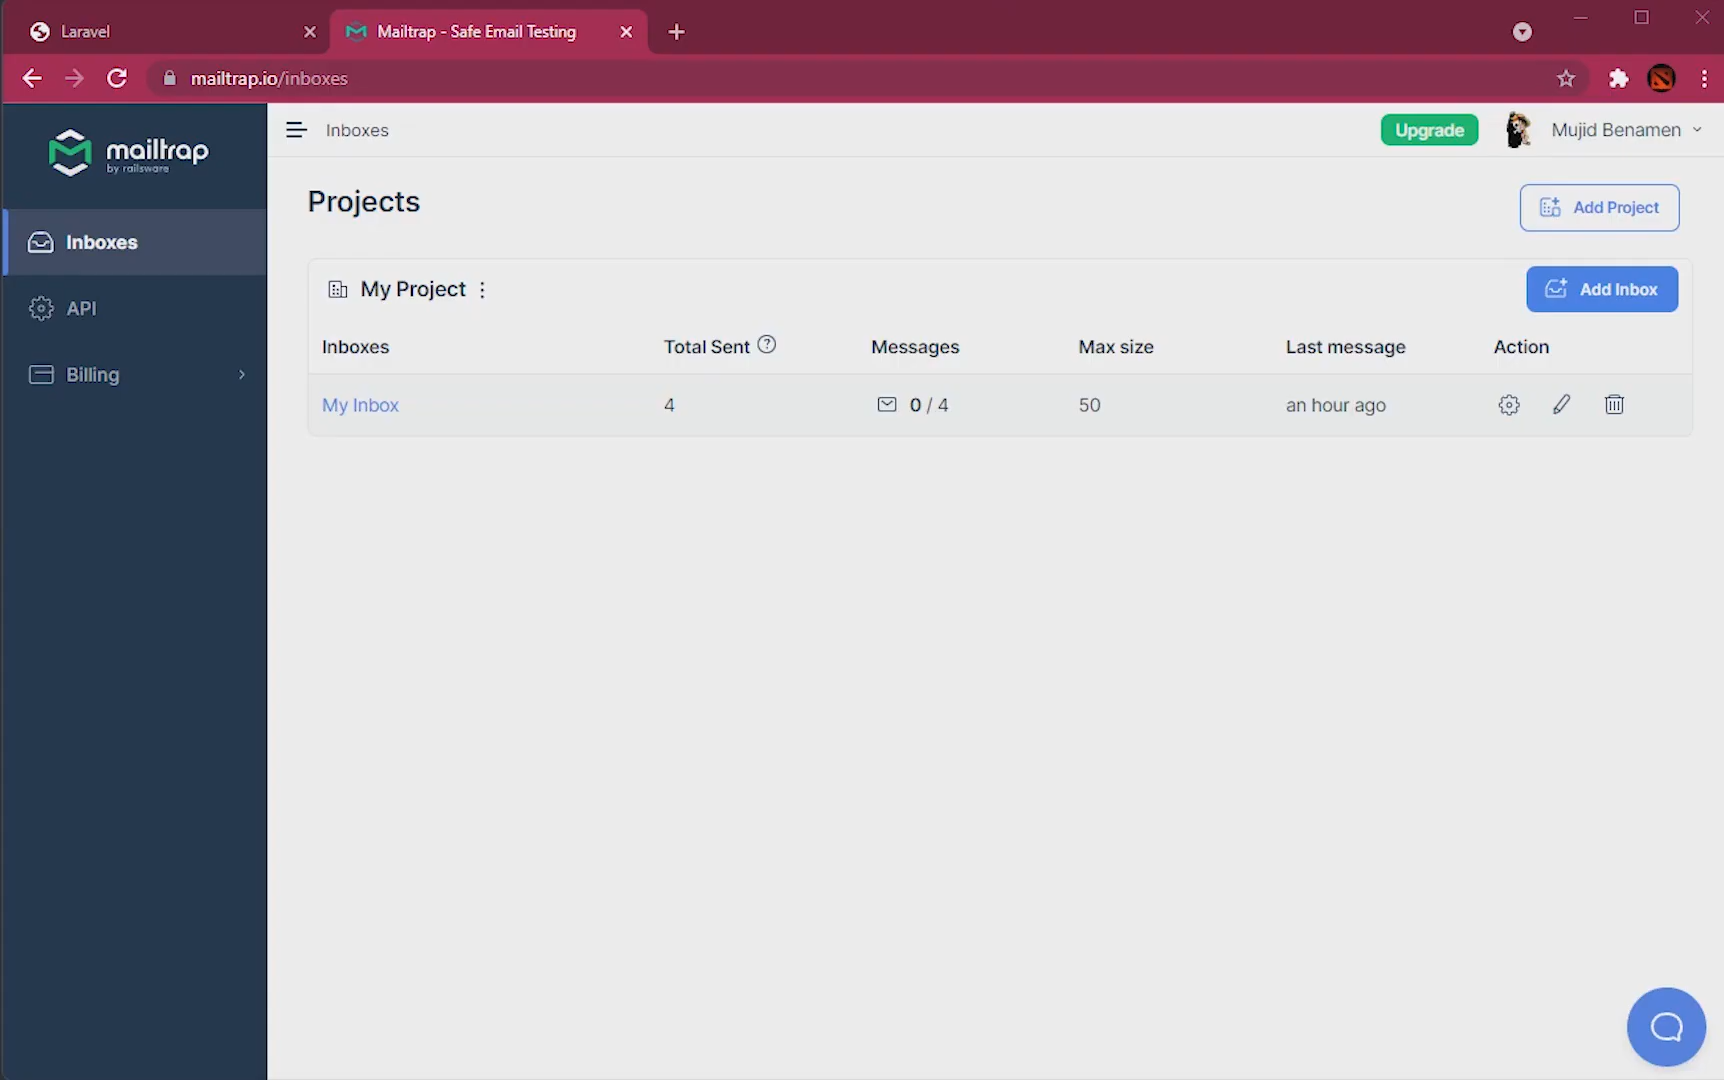 Laravel
Mailtrap - Safe Email Testing
mailtrap.io/inboxes
mailtrap
by railsware
Inboxes
API
Billing
Inboxes
Upgrade
Mujid Benamen
Projects
Add Project
My Project
Add Inbox
Inboxes Total Sent ? Messages Max size Last message Action
My Inbox 4 0 / 4 50 an hour ago